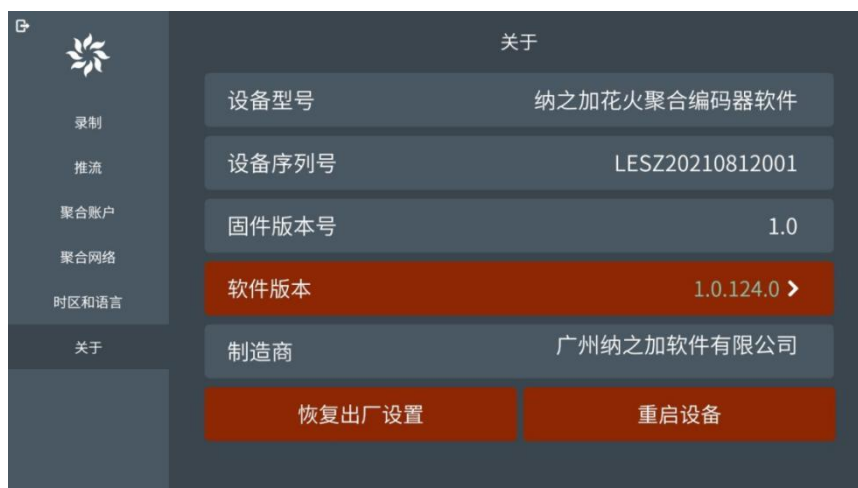 关于
录制
推流
聚合账户
聚合网络
时区和语言
关于
设备型号 纳之加花火聚合编码器软件
设备序列号 LESZ20210812001
固件版本号 1.0
软件版本 1.0.124.0
制造商 广州纳之加软件有限公司
恢复出厂设置 重启设备